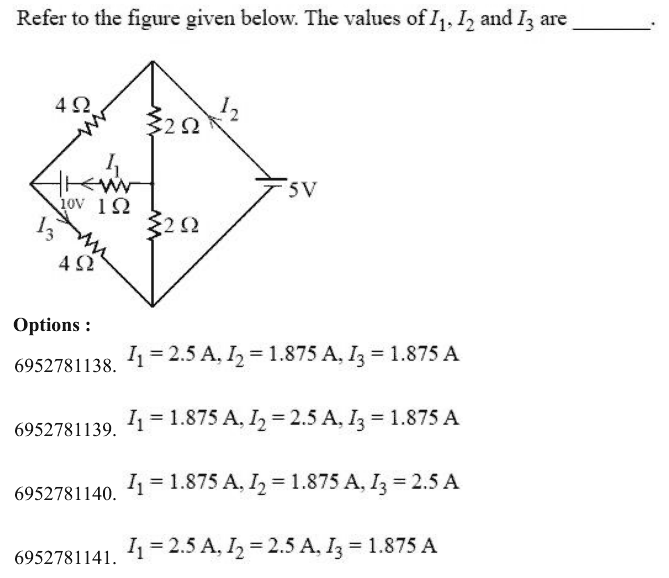 Refer to the figure given below. The values of I₁, I₂ and I₃ are ________.
4 Ω
2 Ω
I₂
I₁
10V
1 Ω
5V
I₃
2 Ω
4 Ω
Options :
6952781138. I₁ = 2.5 A, I₂ = 1.875 A, I₃ = 1.875 A
6952781139. I₁ = 1.875 A, I₂ = 2.5 A, I₃ = 1.875 A
6952781140. I₁ = 1.875 A, I₂ = 1.875 A, I₃ = 2.5 A
6952781141. I₁ = 2.5 A, I₂ = 2.5 A, I₃ = 1.875 A